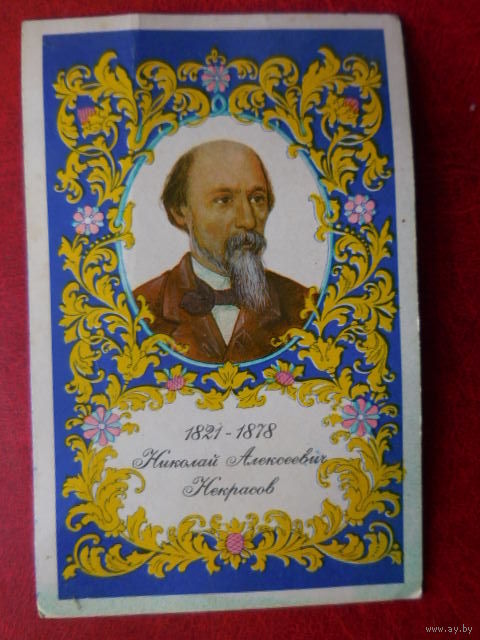 1821 - 1878
Николай Алексеевич
Некрасов
www.ay.by